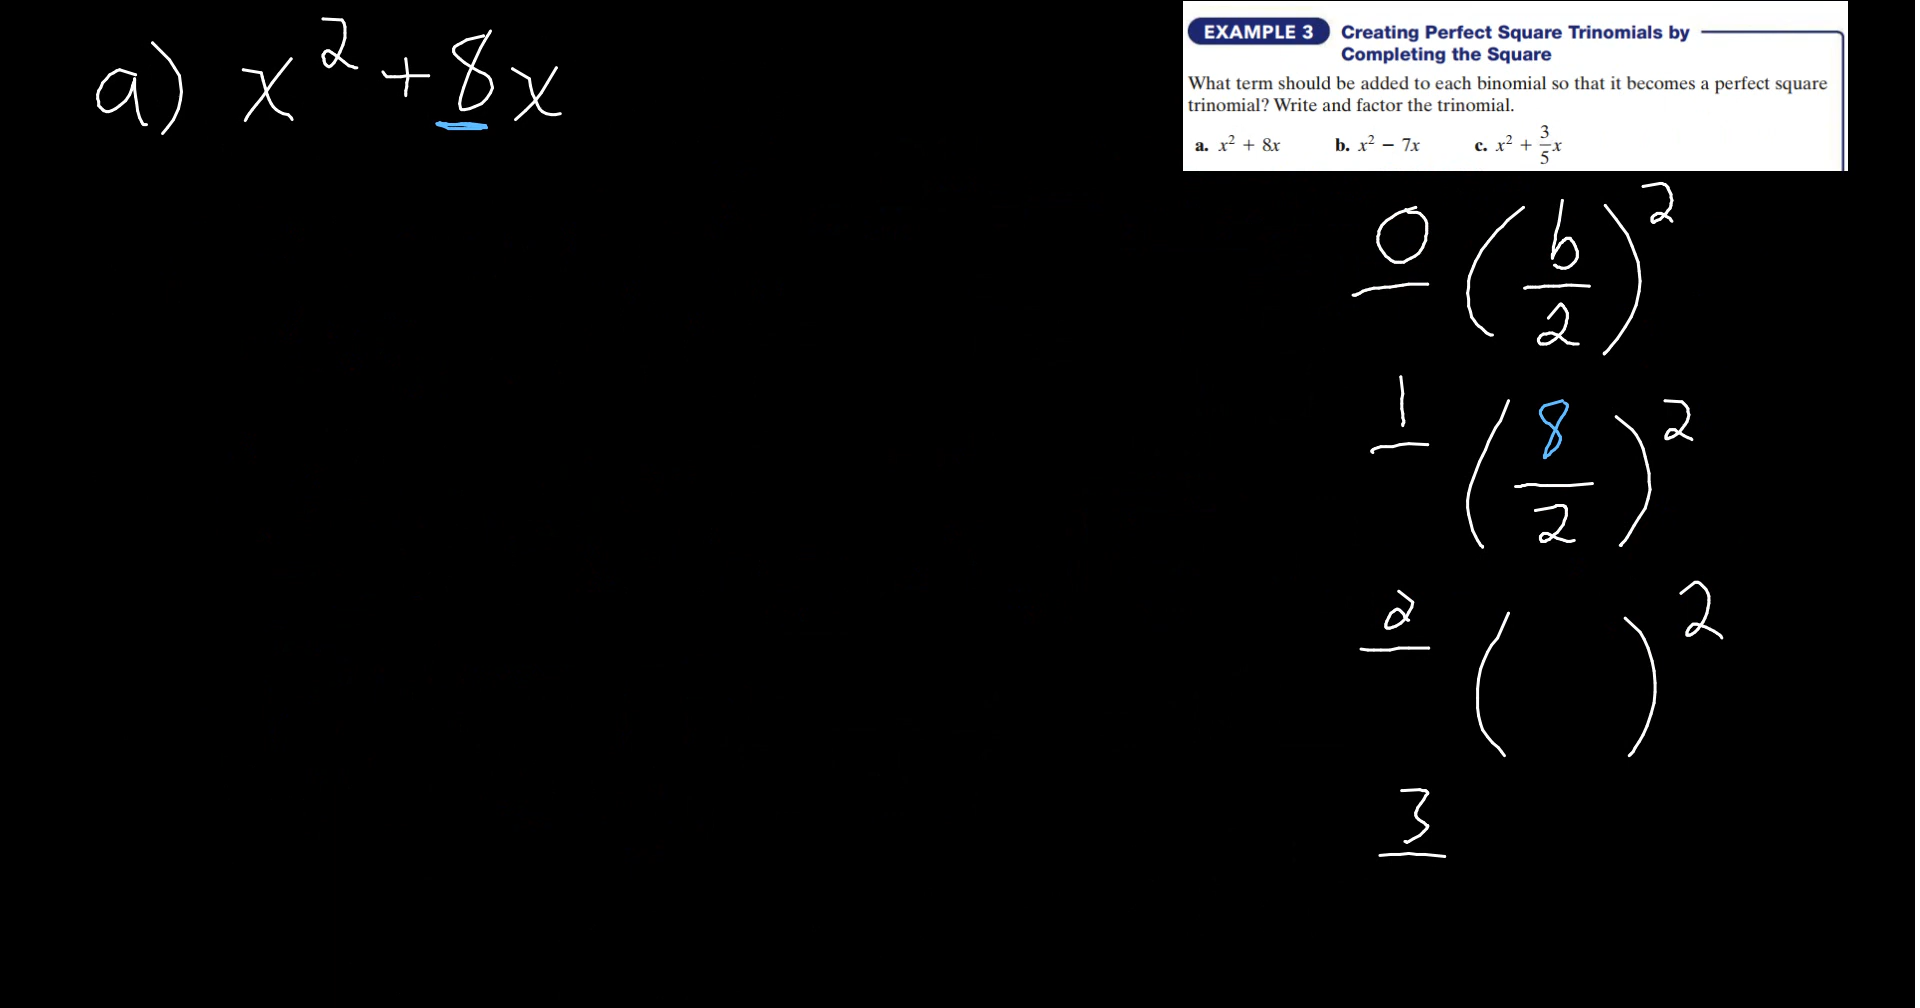 a) x² + 8x
EXAMPLE 3 Creating Perfect Square Trinomials by
Completing the Square
What term should be added to each binomial so that it becomes a perfect square
trinomial? Write and factor the trinomial.
a. x² + 8x b. x² − 7x c. x² + 3/5 x
0 (b/2)²
1 (8/2)²
2 ( )²
3